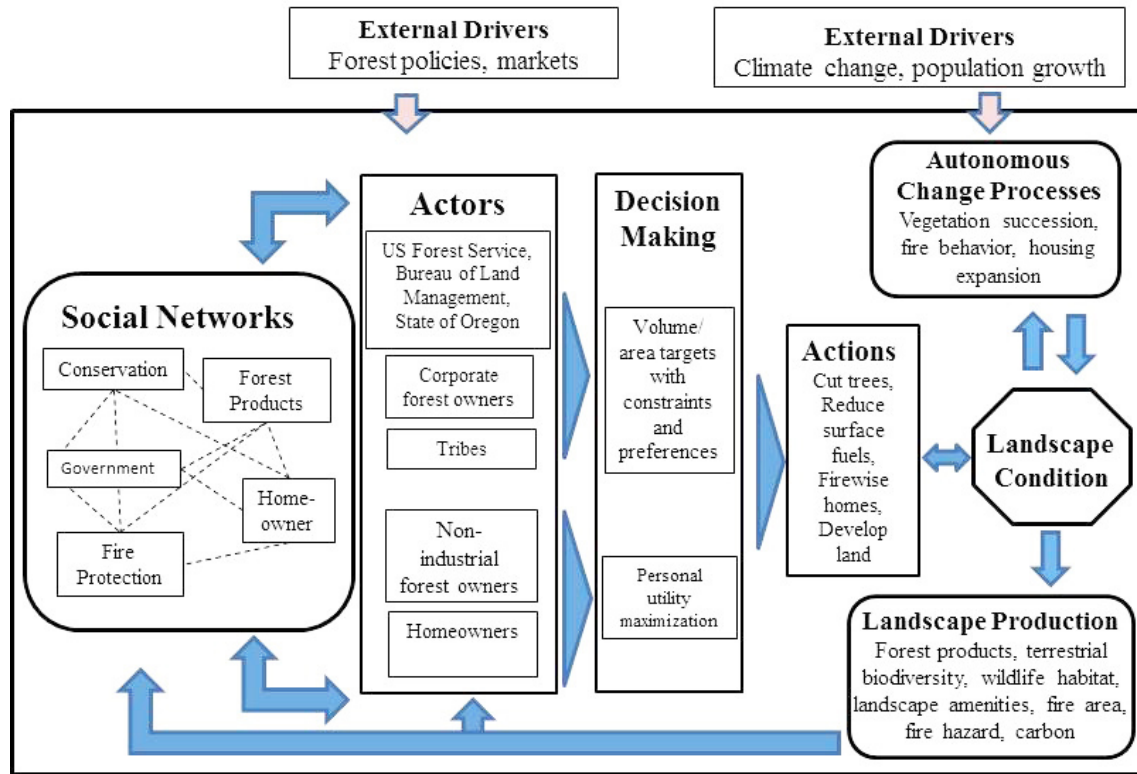 External Drivers
Forest policies, markets
External Drivers
Climate change, population growth
Social Networks
Conservation
Forest
Products
Government
Home-
owner
Fire
Protection
Actors
US Forest Service,
Bureau of Land
Management,
State of Oregon
Corporate
forest owners
Tribes
Non-
industrial
forest owners
Homeowners
Decision
Making
Volume/
area targets
with
constraints
and
preferences
Personal
utility
maximization
Actions
Cut trees,
Reduce
surface
fuels,
Firewise
homes,
Develop
land
Autonomous
Change Processes
Vegetation succession,
fire behavior, housing
expansion
Landscape
Condition
Landscape Production
Forest products, terrestrial
biodiversity, wildlife habitat,
landscape amenities, fire area,
fire hazard, carbon